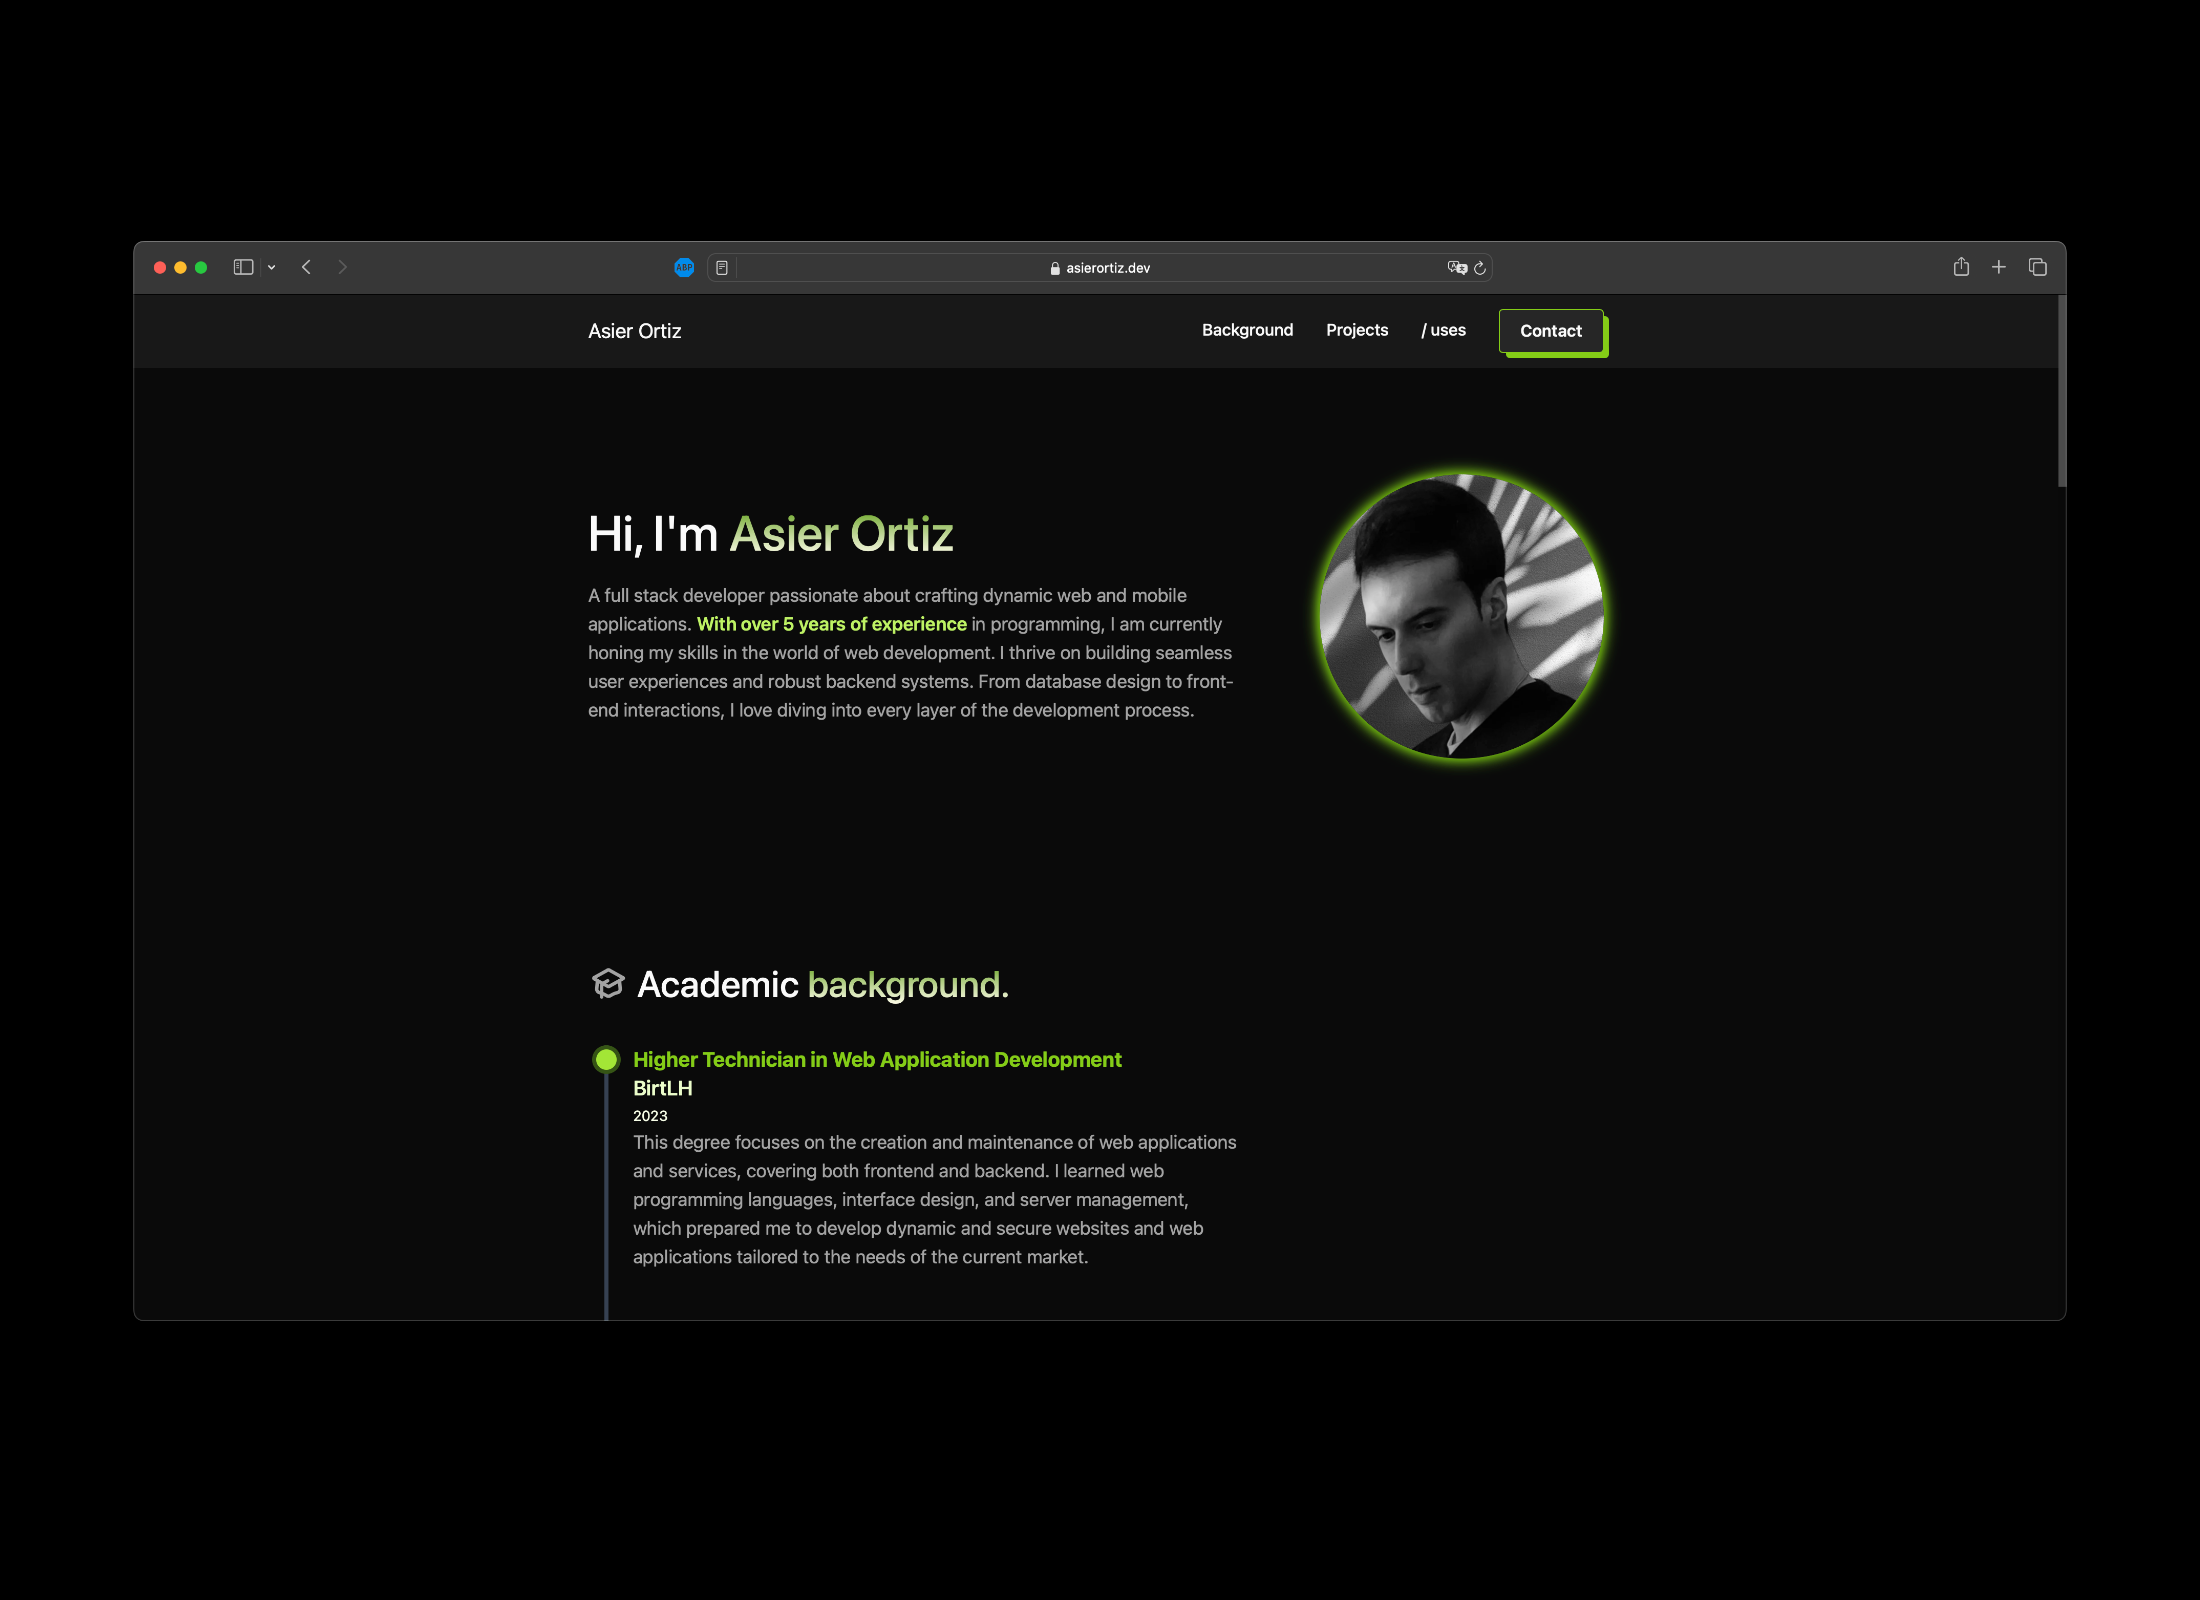 ABP
asierortiz.dev
Asier Ortiz
Background
Projects
/ uses
Contact
Hi, I'm Asier Ortiz
A full stack developer passionate about crafting dynamic web and mobile
applications. With over 5 years of experience in programming, I am currently
honing my skills in the world of web development. I thrive on building seamless
user experiences and robust backend systems. From database design to front-
end interactions, I love diving into every layer of the development process.
Academic background.
Higher Technician in Web Application Development
BirtLH
2023
This degree focuses on the creation and maintenance of web applications
and services, covering both frontend and backend. I learned web
programming languages, interface design, and server management,
which prepared me to develop dynamic and secure websites and web
applications tailored to the needs of the current market.